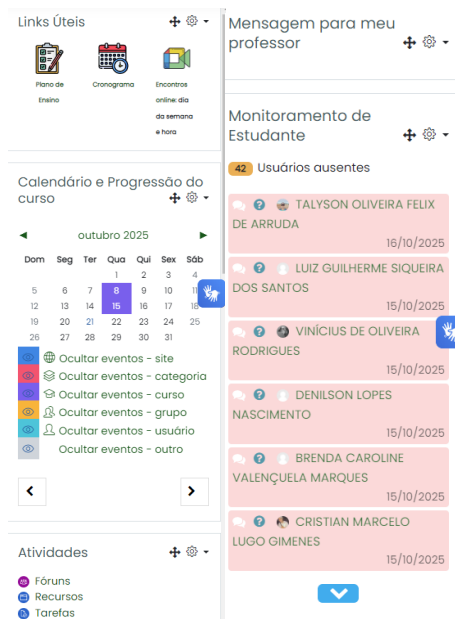 Links Úteis
Plano de
Ensino
Cronograma
Encontros
online: dia
da semana
e hora
Calendário e Progressão do
curso
outubro 2025
Dom Seg Ter Qua Qui Sex Sáb
1 2 3 4
5 6 7 8 9 10 11
12 13 14 15 16 17 18
19 20 21 22 23 24 25
26 27 28 29 30 31
Ocultar eventos - site
Ocultar eventos - categoria
Ocultar eventos - curso
Ocultar eventos - grupo
Ocultar eventos - usuário
Ocultar eventos - outro
Atividades
Fóruns
Recursos
Tarefas
Mensagem para meu
professor
Monitoramento de
Estudante
42 Usuários ausentes
TALYSON OLIVEIRA FELIX
DE ARRUDA
16/10/2025
LUIZ GUILHERME SIQUEIRA
DOS SANTOS
15/10/2025
VINÍCIUS DE OLIVEIRA
RODRIGUES
15/10/2025
DENILSON LOPES
NASCIMENTO
15/10/2025
BRENDA CAROLINE
VALENÇUELA MARQUES
15/10/2025
CRISTIAN MARCELO
LUGO GIMENES
15/10/2025